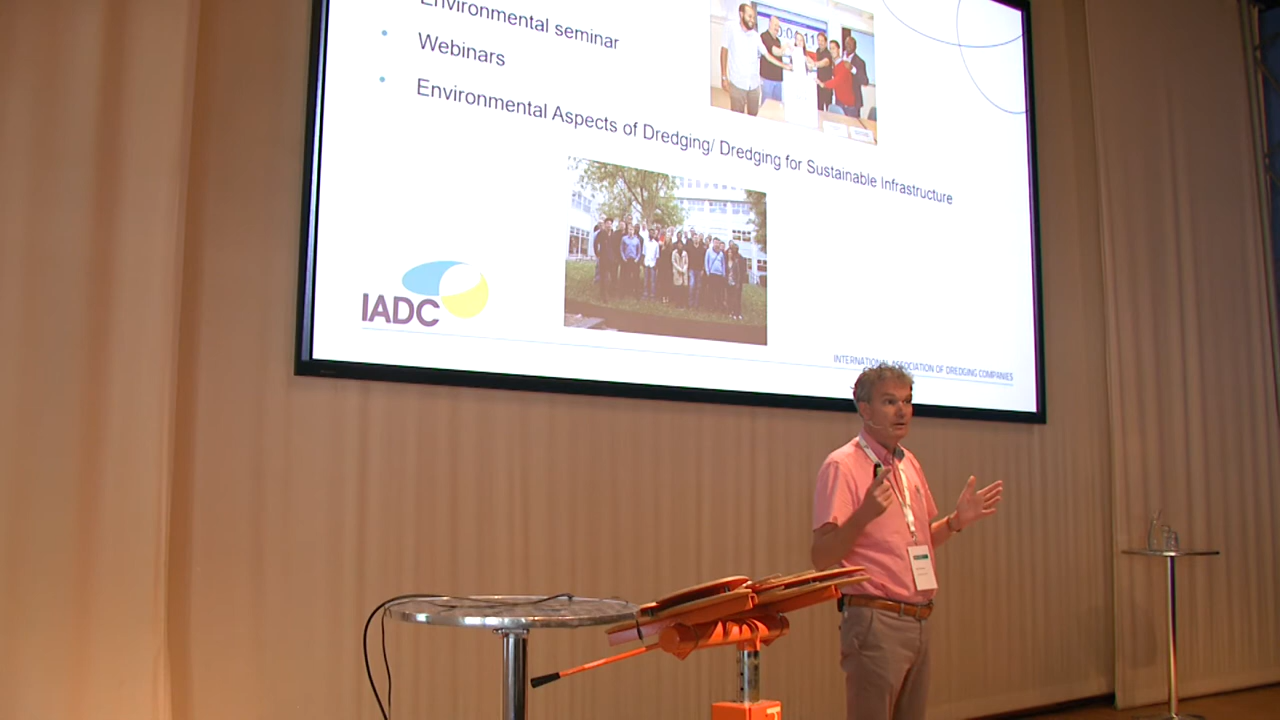 Environmental seminar
Webinars
Environmental Aspects of Dredging/ Dredging for Sustainable Infrastructure
IADC
INTERNATIONAL ASSOCIATION OF DREDGING COMPANIES